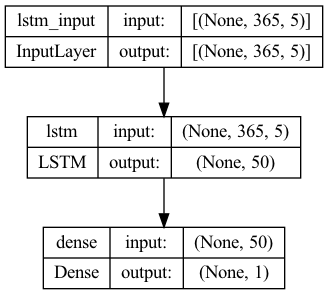 lstm_input input: [(None, 365, 5)]
InputLayer output: [(None, 365, 5)]
lstm input: (None, 365, 5)
LSTM output: (None, 50)
dense input: (None, 50)
Dense output: (None, 1)